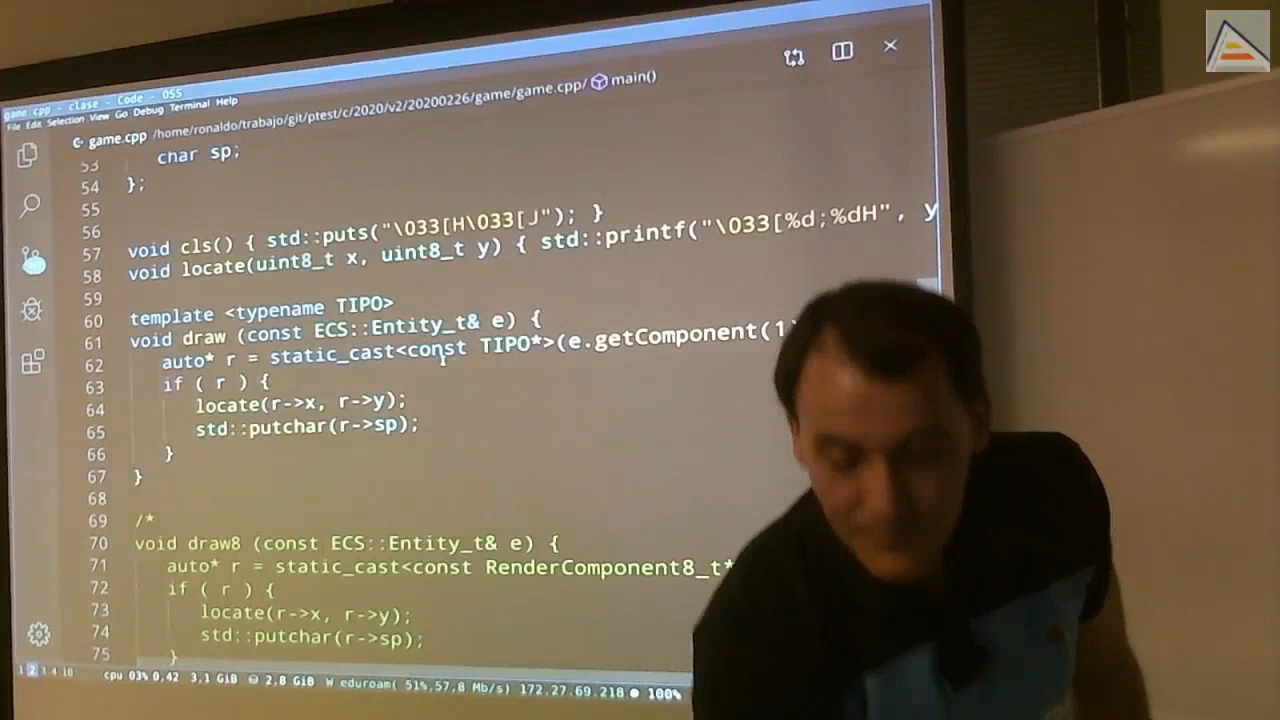 game.cpp - clase - Code - OSS
File Edit Selection View Go Debug Terminal Help
game.cpp /home/ronaldo/trabajo/git/ptest/c/2020/v2/20200226/game/game.cpp/ main()
53 char sp;
54 };
55
56
57 void cls() { std::puts("\033[H\033[J"); }
58 void locate(uint8_t x, uint8_t y) { std::printf("\033[%d;%dH", y
59
60 template <typename TIPO>
61 void draw (const ECS::Entity_t& e) {
62 auto* r = static_cast<const TIPO*>(e.getComponent(1)
63 if ( r ) {
64 locate(r->x, r->y);
65 std::putchar(r->sp);
66 }
67 }
68
69 /*
70 void draw8 (const ECS::Entity_t& e) {
71 auto* r = static_cast<const RenderComponent8_t*
72 if ( r ) {
73 locate(r->x, r->y);
74 std::putchar(r->sp);
75 }
cpu 03% 0,42 3,1 GiB 2,8 GiB W eduroam( 51%,57,8 Mb/s) 172.27.69.218 100%